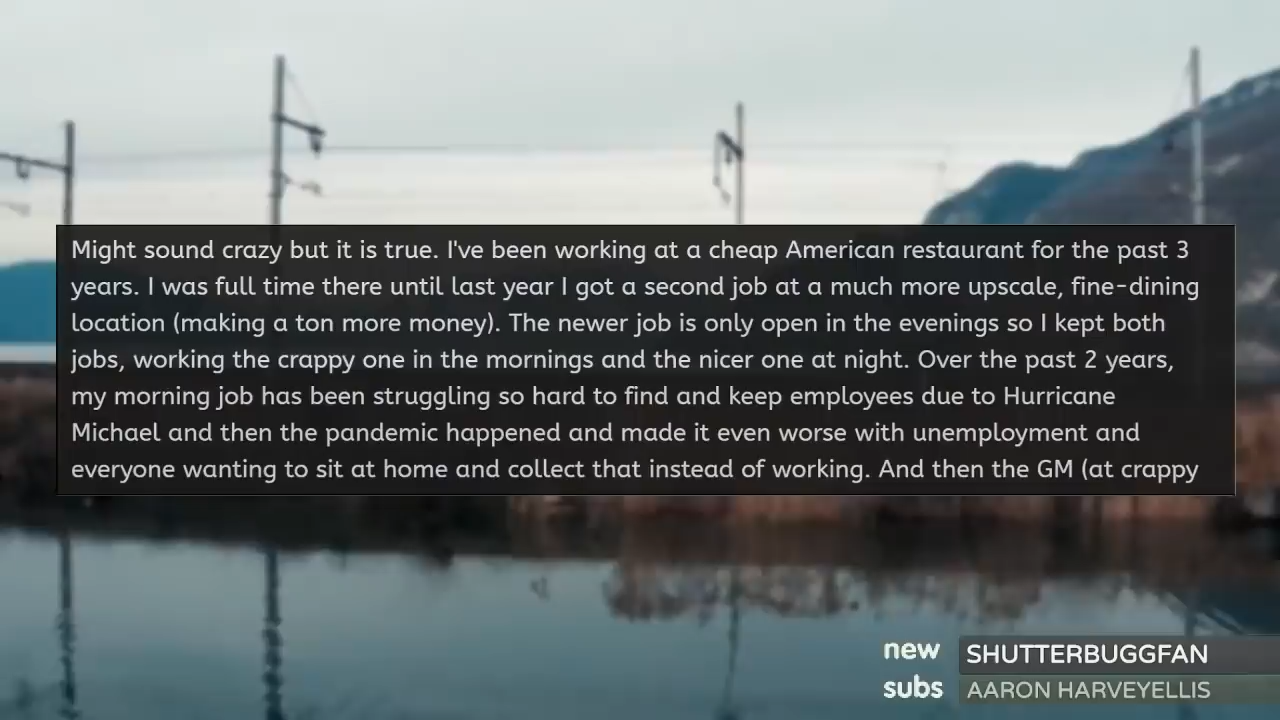 Might sound crazy but it is true. I've been working at a cheap American restaurant for the past 3
years. I was full time there until last year I got a second job at a much more upscale, fine-dining
location (making a ton more money). The newer job is only open in the evenings so I kept both
jobs, working the crappy one in the mornings and the nicer one at night. Over the past 2 years,
my morning job has been struggling so hard to find and keep employees due to Hurricane
Michael and then the pandemic happened and made it even worse with unemployment and
everyone wanting to sit at home and collect that instead of working. And then the GM (at crappy
new
SHUTTERBUGGFAN
subs
AARON HARVEYELLIS